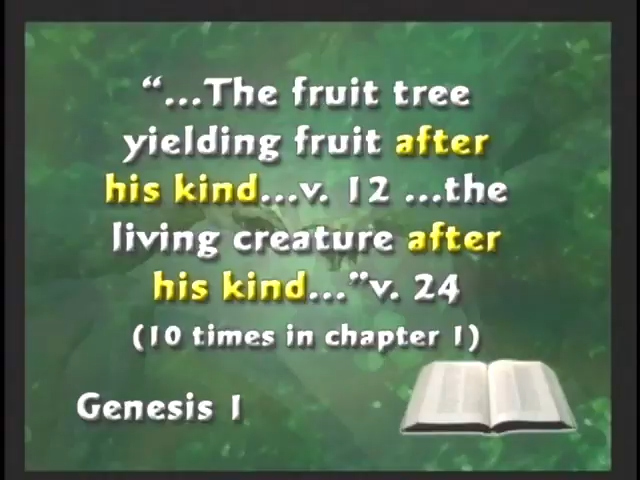 “...The fruit tree
yielding fruit after
his kind...v. 12 ...the
living creature after
his kind...”v. 24
(10 times in chapter 1)
Genesis 1